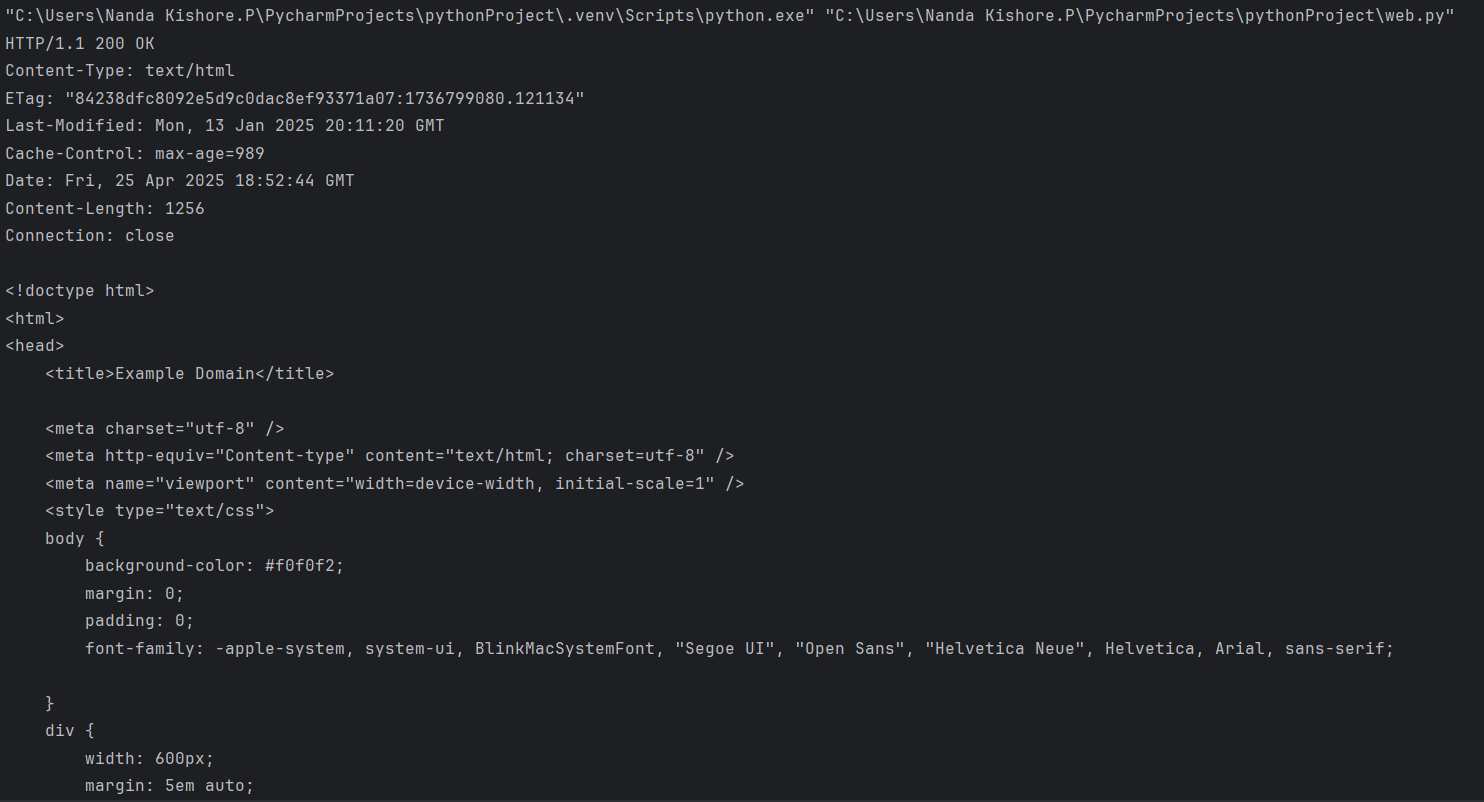 "C:\Users\Nanda Kishore.P\PycharmProjects\pythonProject\.venv\Scripts\python.exe" "C:\Users\Nanda Kishore.P\PycharmProjects\pythonProject\web.py"
HTTP/1.1 200 OK
Content-Type: text/html
ETag: "84238dfc8092e5d9c0dac8ef93371a07:1736799080.121134"
Last-Modified: Mon, 13 Jan 2025 20:11:20 GMT
Cache-Control: max-age=989
Date: Fri, 25 Apr 2025 18:52:44 GMT
Content-Length: 1256
Connection: close

<!doctype html>
<html>
<head>
    <title>Example Domain</title>

    <meta charset="utf-8" />
    <meta http-equiv="Content-type" content="text/html; charset=utf-8" />
    <meta name="viewport" content="width=device-width, initial-scale=1" />
    <style type="text/css">
    body {
        background-color: #f0f0f2;
        margin: 0;
        padding: 0;
        font-family: -apple-system, system-ui, BlinkMacSystemFont, "Segoe UI", "Open Sans", "Helvetica Neue", Helvetica, Arial, sans-serif;

    }
    div {
        width: 600px;
        margin: 5em auto;